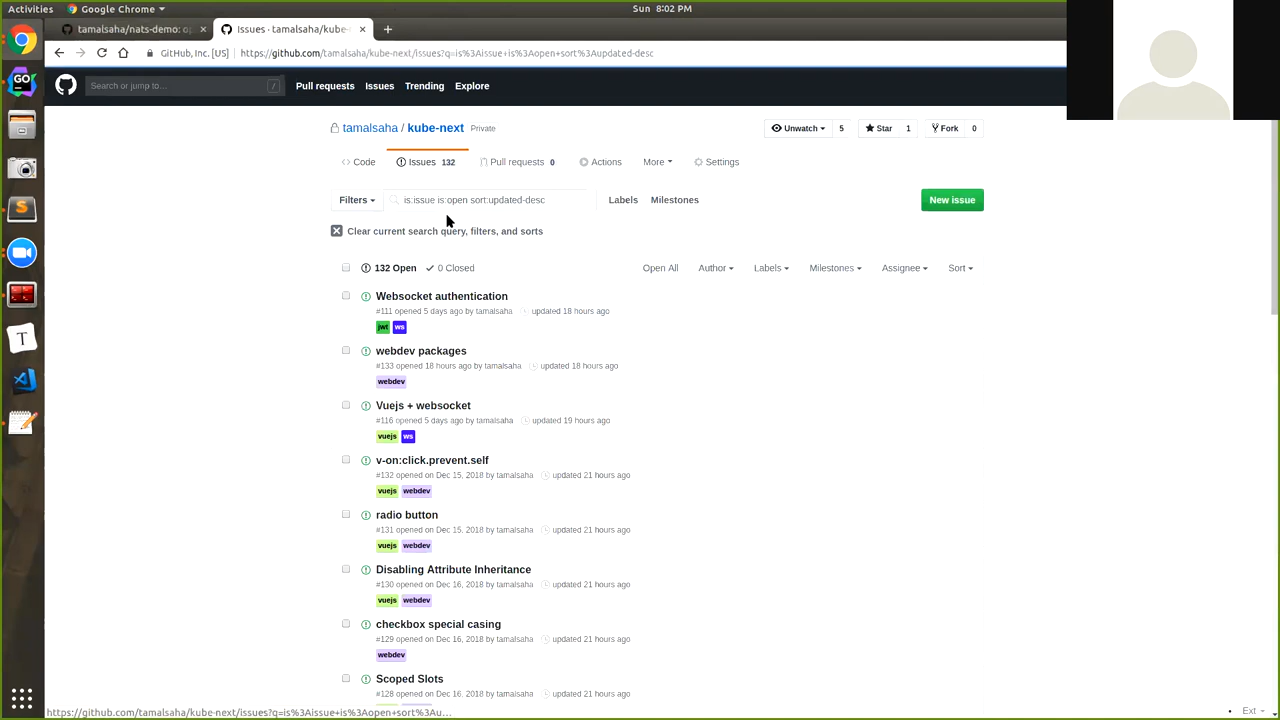 Activities Google Chrome Sun 8:02 PM
tamalsaha/nats-demo: o × Issues · tamalsaha/kube- × +
GitHub, Inc. [US] https://github.com/tamalsaha/kube-next/issues?q=is%3Aissue+is%3Aopen+sort%3Aupdated-desc
Search or jump to... / Pull requests Issues Trending Explore
tamalsaha / kube-next Private Unwatch 5 Star 1 Fork 0
Code Issues 132 Pull requests 0 Actions More Settings
Filters is:issue is:open sort:updated-desc Labels Milestones New issue
Clear current search query, filters, and sorts
132 Open 0 Closed Open All Author Labels Milestones Assignee Sort
Websocket authentication
#111 opened 5 days ago by tamalsaha updated 18 hours ago
jwt ws
webdev packages
#133 opened 18 hours ago by tamalsaha updated 18 hours ago
webdev
Vuejs + websocket
#116 opened 5 days ago by tamalsaha updated 19 hours ago
vuejs ws
v-on:click.prevent.self
#132 opened on Dec 15, 2018 by tamalsaha updated 21 hours ago
vuejs webdev
radio button
#131 opened on Dec 15, 2018 by tamalsaha updated 21 hours ago
vuejs webdev
Disabling Attribute Inheritance
#130 opened on Dec 16, 2018 by tamalsaha updated 21 hours ago
vuejs webdev
checkbox special casing
#129 opened on Dec 16, 2018 by tamalsaha updated 21 hours ago
webdev
Scoped Slots
#128 opened on Dec 16, 2018 by tamalsaha updated 21 hours ago
https://github.com/tamalsaha/kube-next/issues?q=is%3Aissue+is%3Aopen+sort%3Au... Ext
GO
S
T